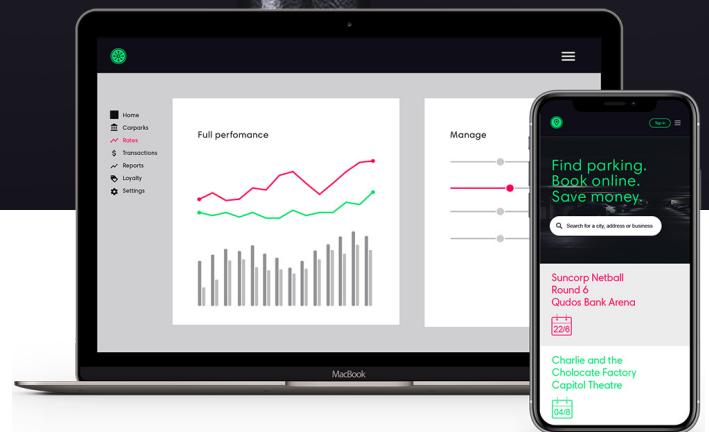 Home
Carparks
Rates
Transactions
Reports
Loyalty
Settings
Full perfomance
Manage
MacBook
Sign in
Find parking.
Book online.
Save money.
Search for a city, address or business
Suncorp Netball
Round 6
Qudos Bank Arena
22/6
Charlie and the
Cholocate Factory
Capitol Theatre
04/8